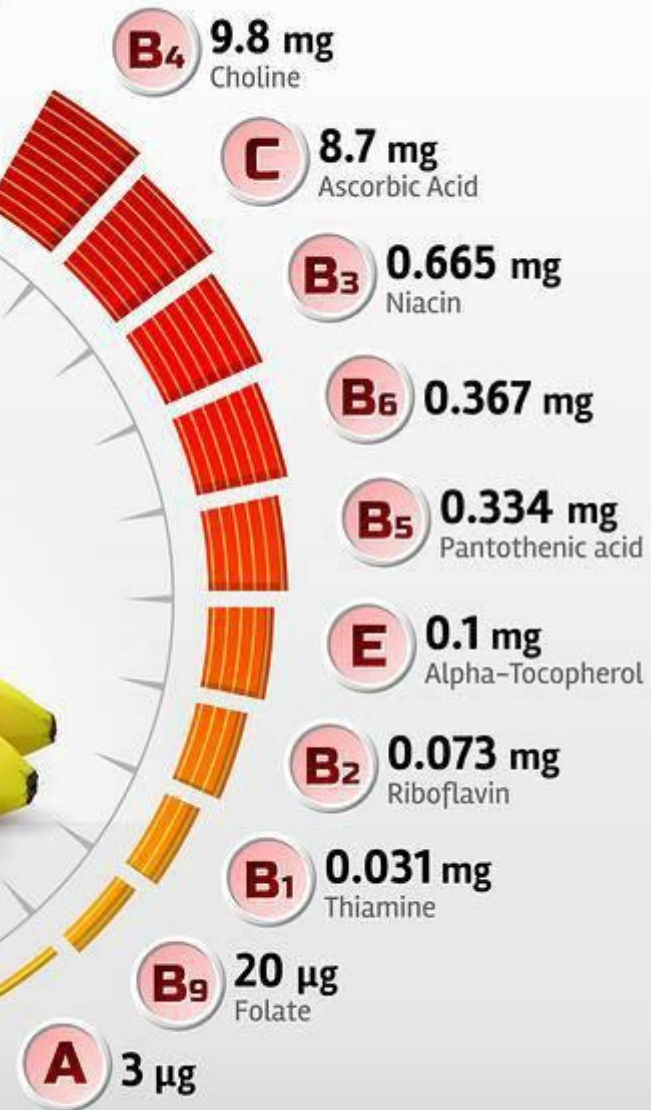 B4 9.8 mg
Choline
C 8.7 mg
Ascorbic Acid
B3 0.665 mg
Niacin
B6 0.367 mg
B5 0.334 mg
Pantothenic acid
E 0.1 mg
Alpha-Tocopherol
B2 0.073 mg
Riboflavin
B1 0.031 mg
Thiamine
B9 20 µg
Folate
A 3 µg